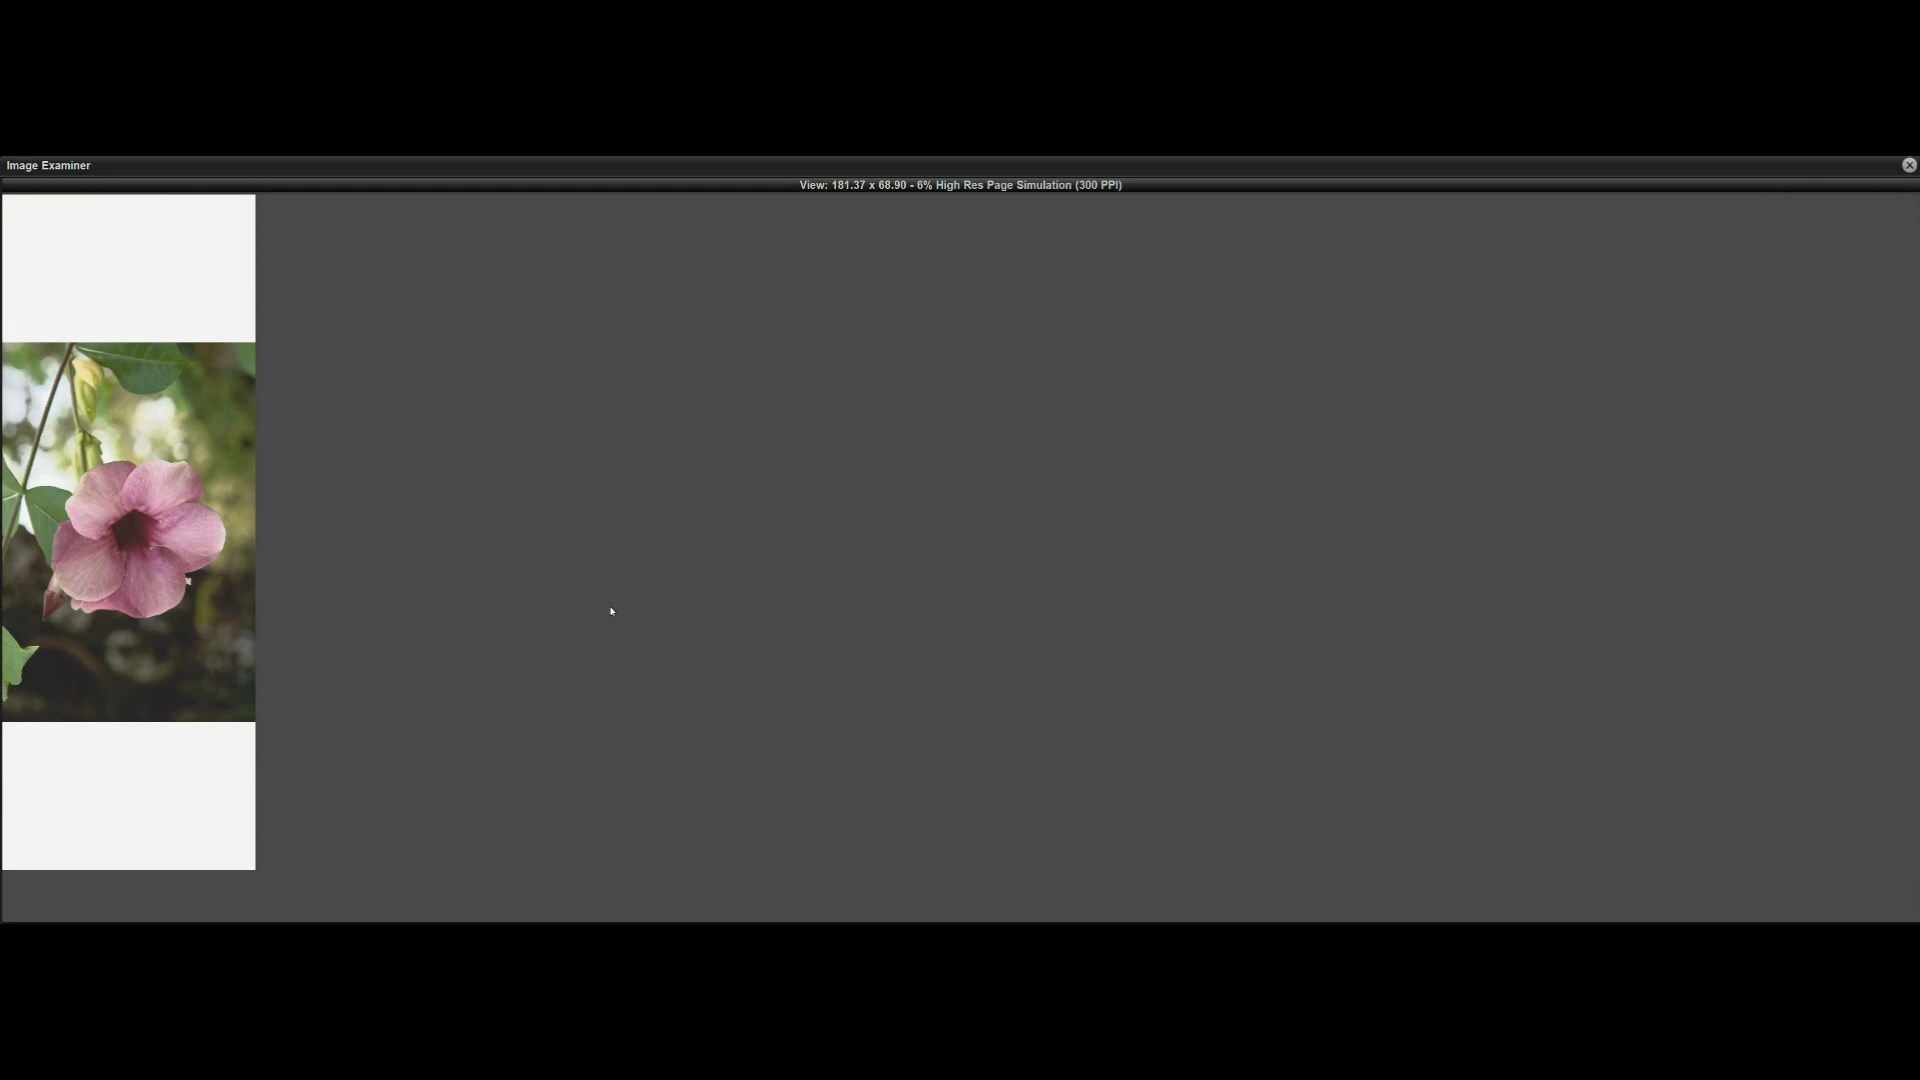 Image Examiner
View: 181.37 x 68.90 - 6% High Res Page Simulation (300 PPI)